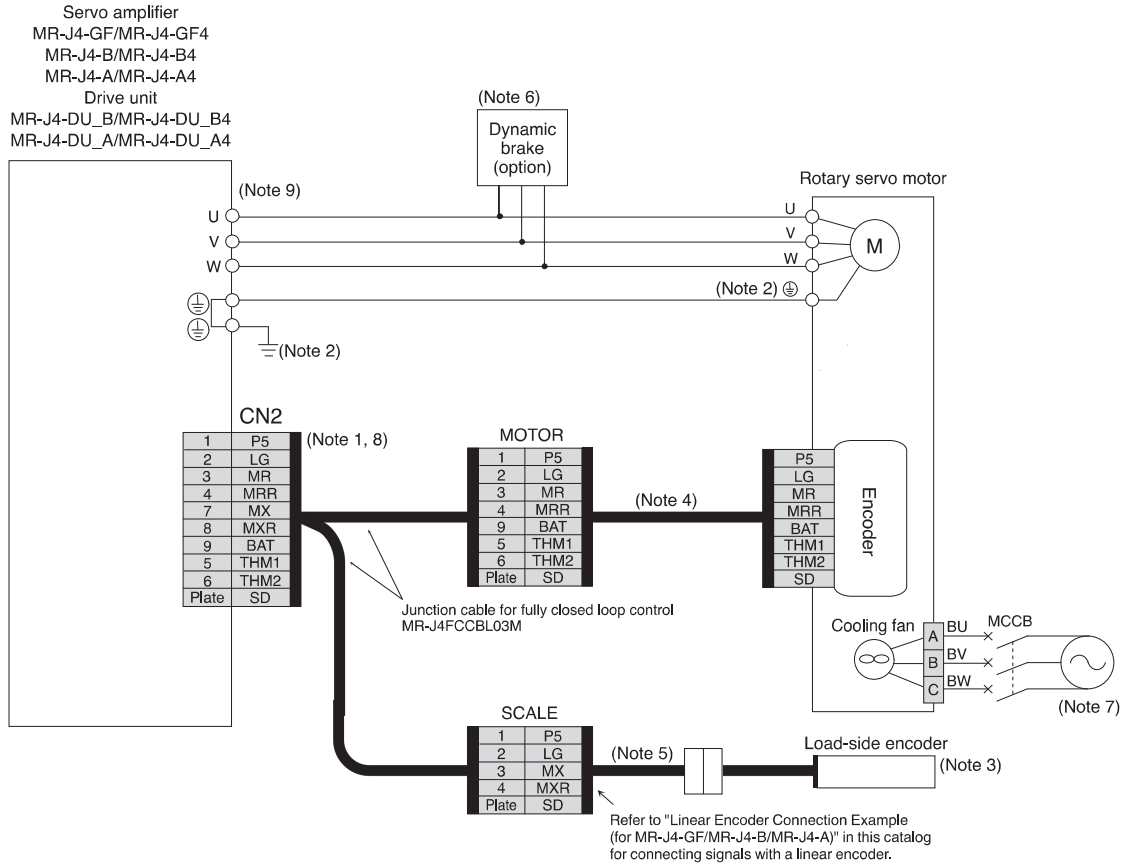 Servo amplifier
MR-J4-GF/MR-J4-GF4
MR-J4-B/MR-J4-B4
MR-J4-A/MR-J4-A4
Drive unit
MR-J4-DU_B/MR-J4-DU_B4
MR-J4-DU_A/MR-J4-DU_A4
(Note 6)
Dynamic
brake
(option)
Rotary servo motor
(Note 9)
U
V
W
U
V
W
M
(Note 2)
(Note 2)
CN2
(Note 1, 8)
1 P5
2 LG
3 MR
4 MRR
7 MX
8 MXR
9 BAT
5 THM1
6 THM2
Plate SD
MOTOR
1 P5
2 LG
3 MR
4 MRR
9 BAT
5 THM1
6 THM2
Plate SD
(Note 4)
P5
LG
MR
MRR
BAT
THM1
THM2
SD
Encoder
Junction cable for fully closed loop control
MR-J4FCCBL03M
Cooling fan
A BU
B BV
C BW
MCCB
(Note 7)
SCALE
1 P5
2 LG
3 MX
4 MXR
Plate SD
(Note 5)
Load-side encoder
(Note 3)
Refer to "Linear Encoder Connection Example
(for MR-J4-GF/MR-J4-B/MR-J4-A)" in this catalog
for connecting signals with a linear encoder.